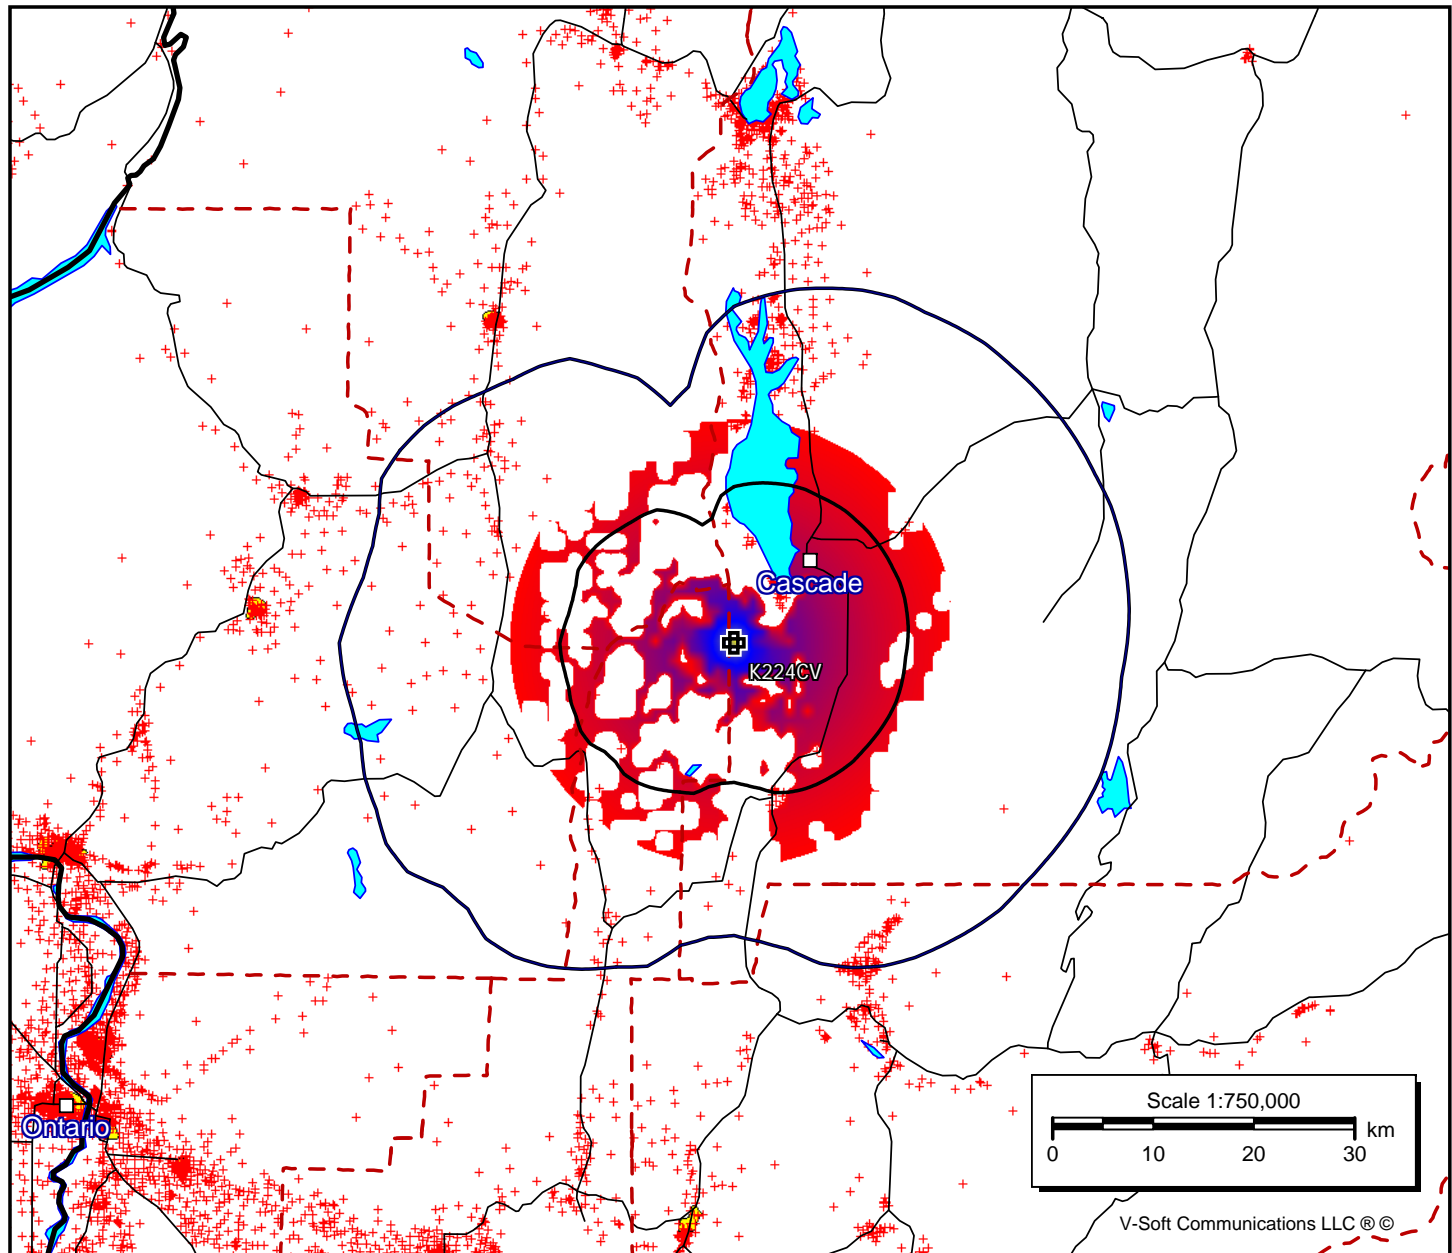 Cascade
K224CV
Ontario
Scale 1:750,000
km
0 10 20 30
V-Soft Communications LLC ® ©